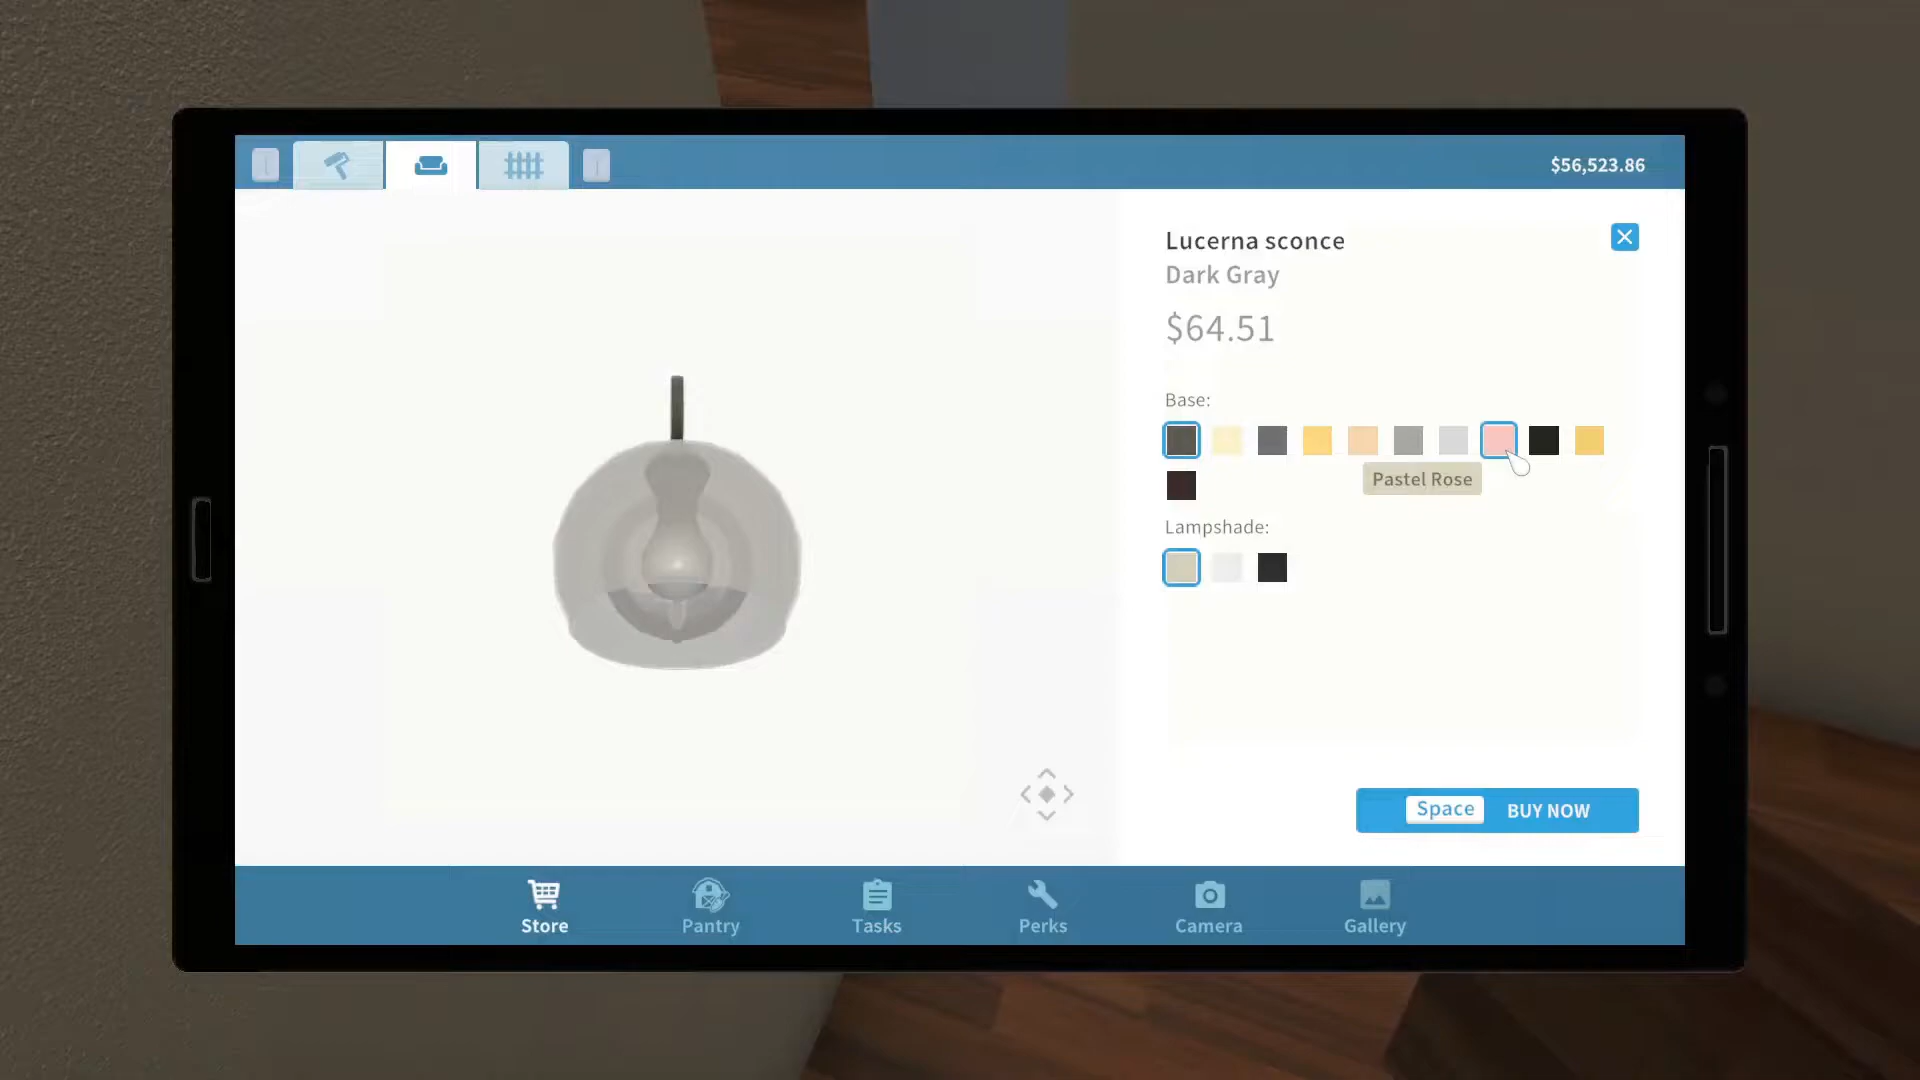 $56,523.86
Lucerna sconce
Dark Gray
$64.51
Base:
Pastel Rose
Lampshade:
Space BUY NOW
Store Pantry Tasks Perks Camera Gallery